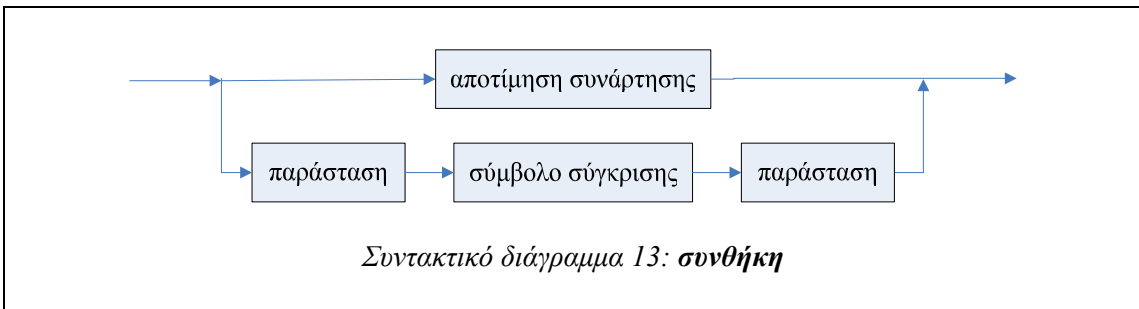 αποτίμηση συνάρτησης
παράσταση
σύμβολο σύγκρισης
παράσταση
Συντακτικό διάγραμμα 13: συνθήκη